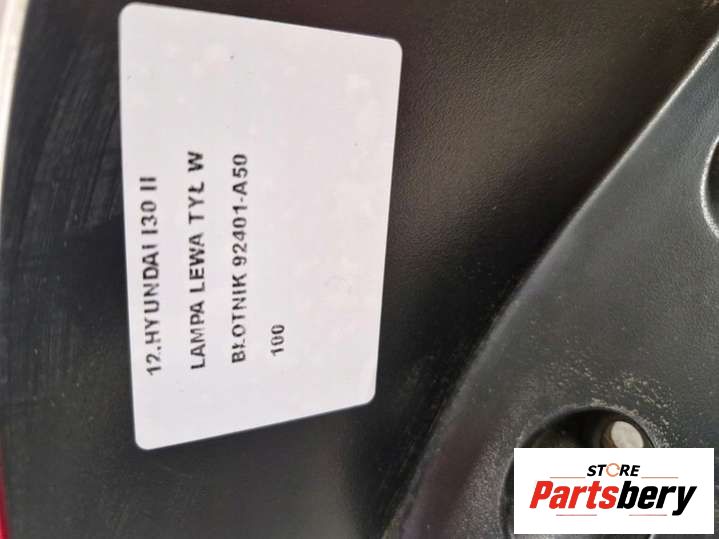 12.HYUNDAI I30 II
LAMPA LEWA TYŁ W
BŁOTNIK 92401-A50
100
STORE
Partsbery